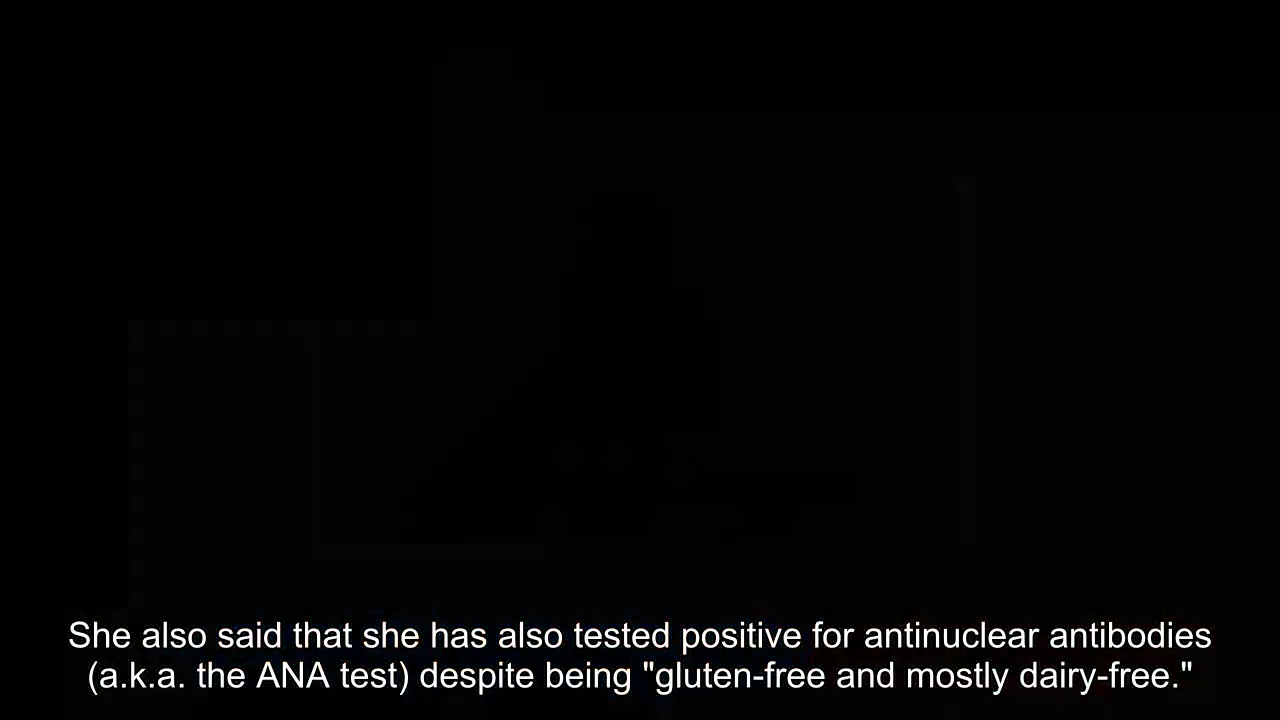 She also said that she has also tested positive for antinuclear antibodies
(a.k.a. the ANA test) despite being "gluten-free and mostly dairy-free."